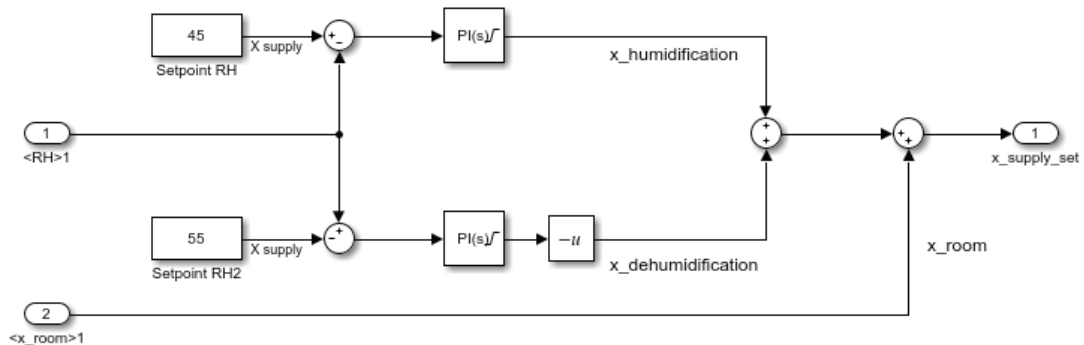 45
X supply
Setpoint RH
+
−
PI(s)
x_humidification
1
<RH>1
+
+
+
+
1
x_supply_set
55
X supply
Setpoint RH2
−
+
PI(s)
−u
x_dehumidification
x_room
2
<x_room>1